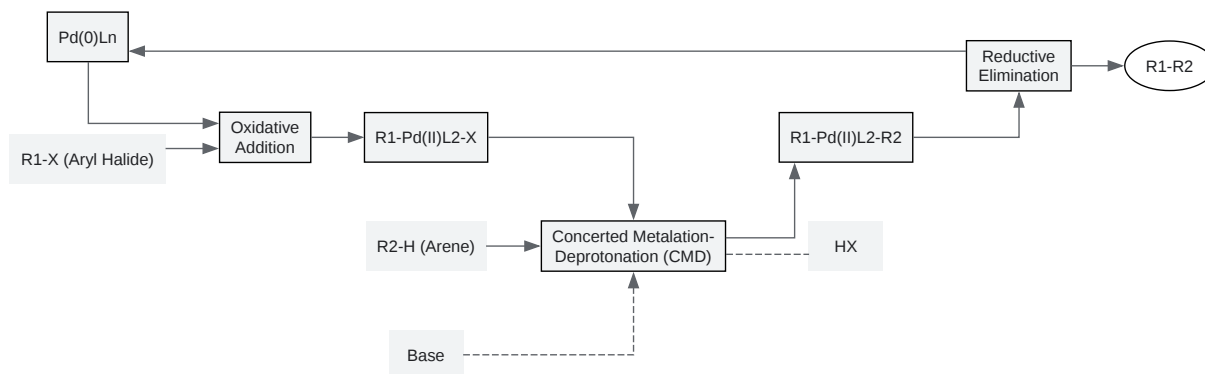 Pd(0)Ln
Reductive
Elimination
R1-R2
Oxidative
Addition
R1-Pd(II)L2-X
R1-Pd(II)L2-R2
R1-X (Aryl Halide)
R2-H (Arene)
Concerted Metalation-
Deprotonation (CMD)
HX
Base